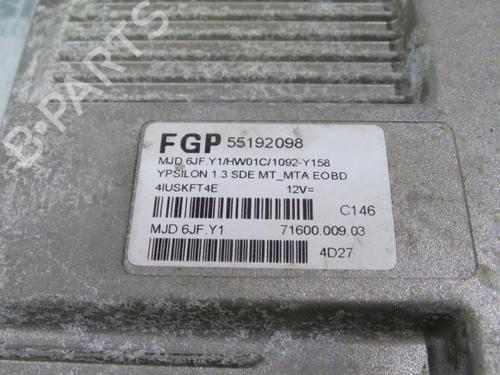 B-PARTS
FGP 55192098
MJD 6JF.Y1/HW01C/1092-Y158
YPSILON 1.3 SDE MT_MTA EOBD
4IUSKFT4E 12V=
C146
MJD 6JF.Y1 71600.009.03
4D27